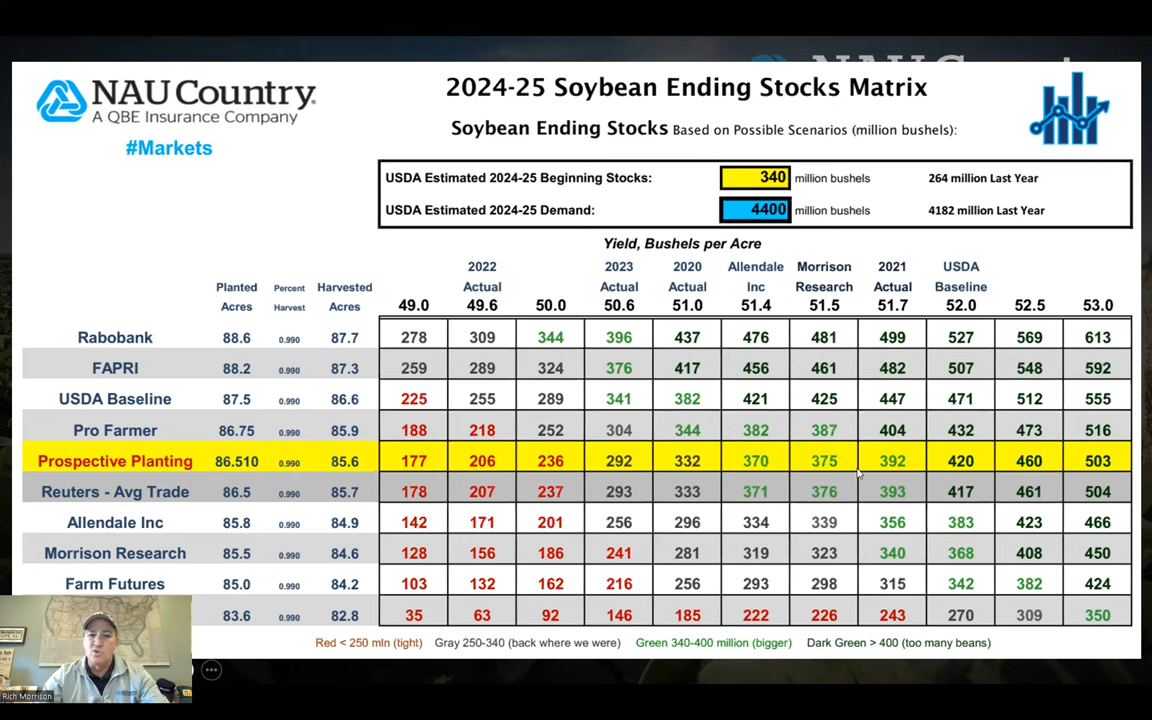 NAU Country
NAU Country.
A QBE Insurance Company
#Markets
2024-25 Soybean Ending Stocks Matrix
Soybean Ending Stocks Based on Possible Scenarios (million bushels):
USDA Estimated 2024-25 Beginning Stocks: 340 million bushels 264 million Last Year
USDA Estimated 2024-25 Demand: 4400 million bushels 4182 million Last Year
Yield, Bushels per Acre
2022 2023 2020 Allendale Morrison 2021 USDA
Planted Percent Harvested Actual Actual Actual Inc Research Actual Baseline
Acres Harvest Acres 49.0 49.6 50.0 50.6 51.0 51.4 51.5 51.7 52.0 52.5 53.0
Rabobank 88.6 0.990 87.7 278 309 344 396 437 476 481 499 527 569 613
FAPRI 88.2 0.990 87.3 259 289 324 376 417 456 461 482 507 548 592
USDA Baseline 87.5 0.990 86.6 225 255 289 341 382 421 425 447 471 512 555
Pro Farmer 86.75 0.990 85.9 188 218 252 304 344 382 387 404 432 473 516
Prospective Planting 86.510 0.990 85.6 177 206 236 292 332 370 375 392 420 460 503
Reuters - Avg Trade 86.5 0.990 85.7 178 207 237 293 333 371 376 393 417 461 504
Allendale Inc 85.8 0.990 84.9 142 171 201 256 296 334 339 356 383 423 466
Morrison Research 85.5 0.990 84.6 128 156 186 241 281 319 323 340 368 408 450
Farm Futures 85.0 0.990 84.2 103 132 162 216 256 293 298 315 342 382 424
83.6 0.990 82.8 35 63 92 146 185 222 226 243 270 309 350
Red < 250 mln (tight) Gray 250-340 (back where we were) Green 340-400 million (bigger) Dark Green > 400 (too many beans)
Rich Morrison